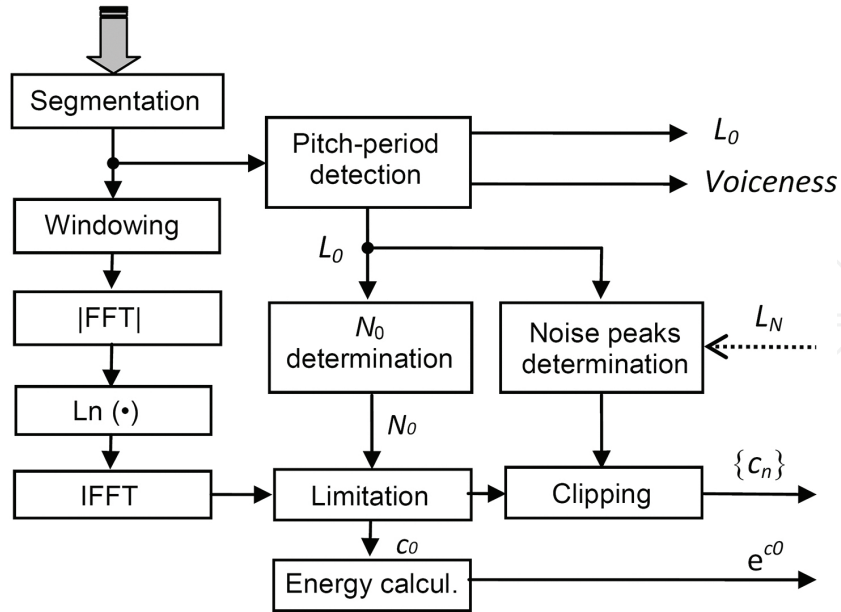 Segmentation
Pitch-period
detection
L0
Voiceness
Windowing
L0
|FFT|
N0
determination
Noise peaks
determination
LN
Ln (•)
N0
IFFT
Limitation
Clipping
{cn}
c0
Energy calcul.
e^c0